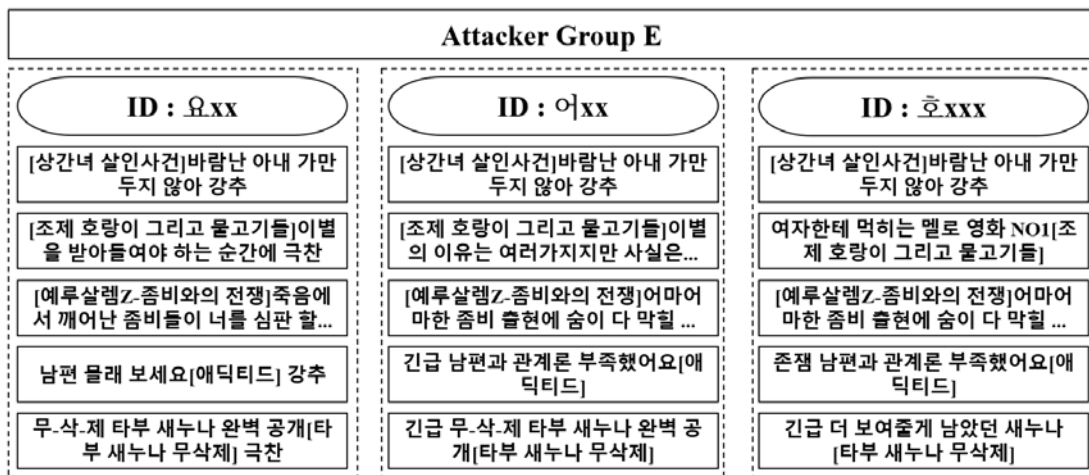 Attacker Group E
ID : 요xx
[상간녀 살인사건]바람난 아내 가만
두지 않아 강추
[조제 호랑이 그리고 물고기들]이별
을 받아들여야 하는 순간에 극찬
[예루살렘Z-좀비와의 전쟁]죽음에
서 깨어난 좀비들이 너를 심판 할...
남편 몰래 보세요[애딕티드] 강추
무-삭-제 타부 새누나 완벽 공개[타
부 새누나 무삭제] 극찬
ID : 어xx
[상간녀 살인사건]바람난 아내 가만
두지 않아 강추
[조제 호랑이 그리고 물고기들]이별
의 이유는 여러가지지만 사실은...
[예루살렘Z-좀비와의 전쟁]어마어
마한 좀비 출현에 숨이 다 막힐 ...
긴급 남편과 관계론 부족했어요[애
딕티드]
긴급 무-삭-제 타부 새누나 완벽 공
개[타부 새누나 무삭제]
ID : 호xxx
[상간녀 살인사건]바람난 아내 가만
두지 않아 강추
여자한테 먹히는 멜로 영화 NO1[조
제 호랑이 그리고 물고기들]
[예루살렘Z-좀비와의 전쟁]어마어
마한 좀비 출현에 숨이 다 막힐 ...
존잼 남편과 관계론 부족했어요[애
딕티드]
긴급 더 보여줄게 남았던 새누나
[타부 새누나 무삭제]